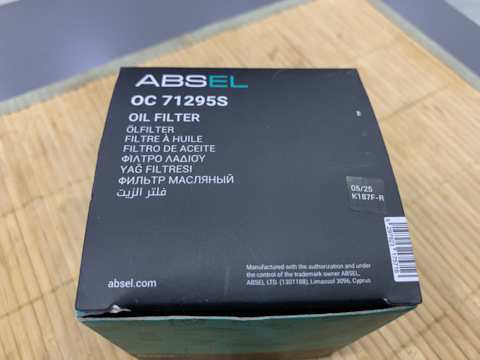 ABSEL
OC 71295S
OIL FILTER
ÖLFILTER
FILTRE À HUILE
FILTRO DE ACEITE
ΦΙΛΤΡΟ ΛΑΔΙΟΥ
YAĞ FILTRESI
ФИЛЬТР МАСЛЯНЫЙ
فلتر الزيت
05/25
K187F-R
Manufactured with the authorization and under
the control of the trademark owner ABSEL,
ABSEL LTD. (1301188), Limassol 3096, Cyprus
absel.com